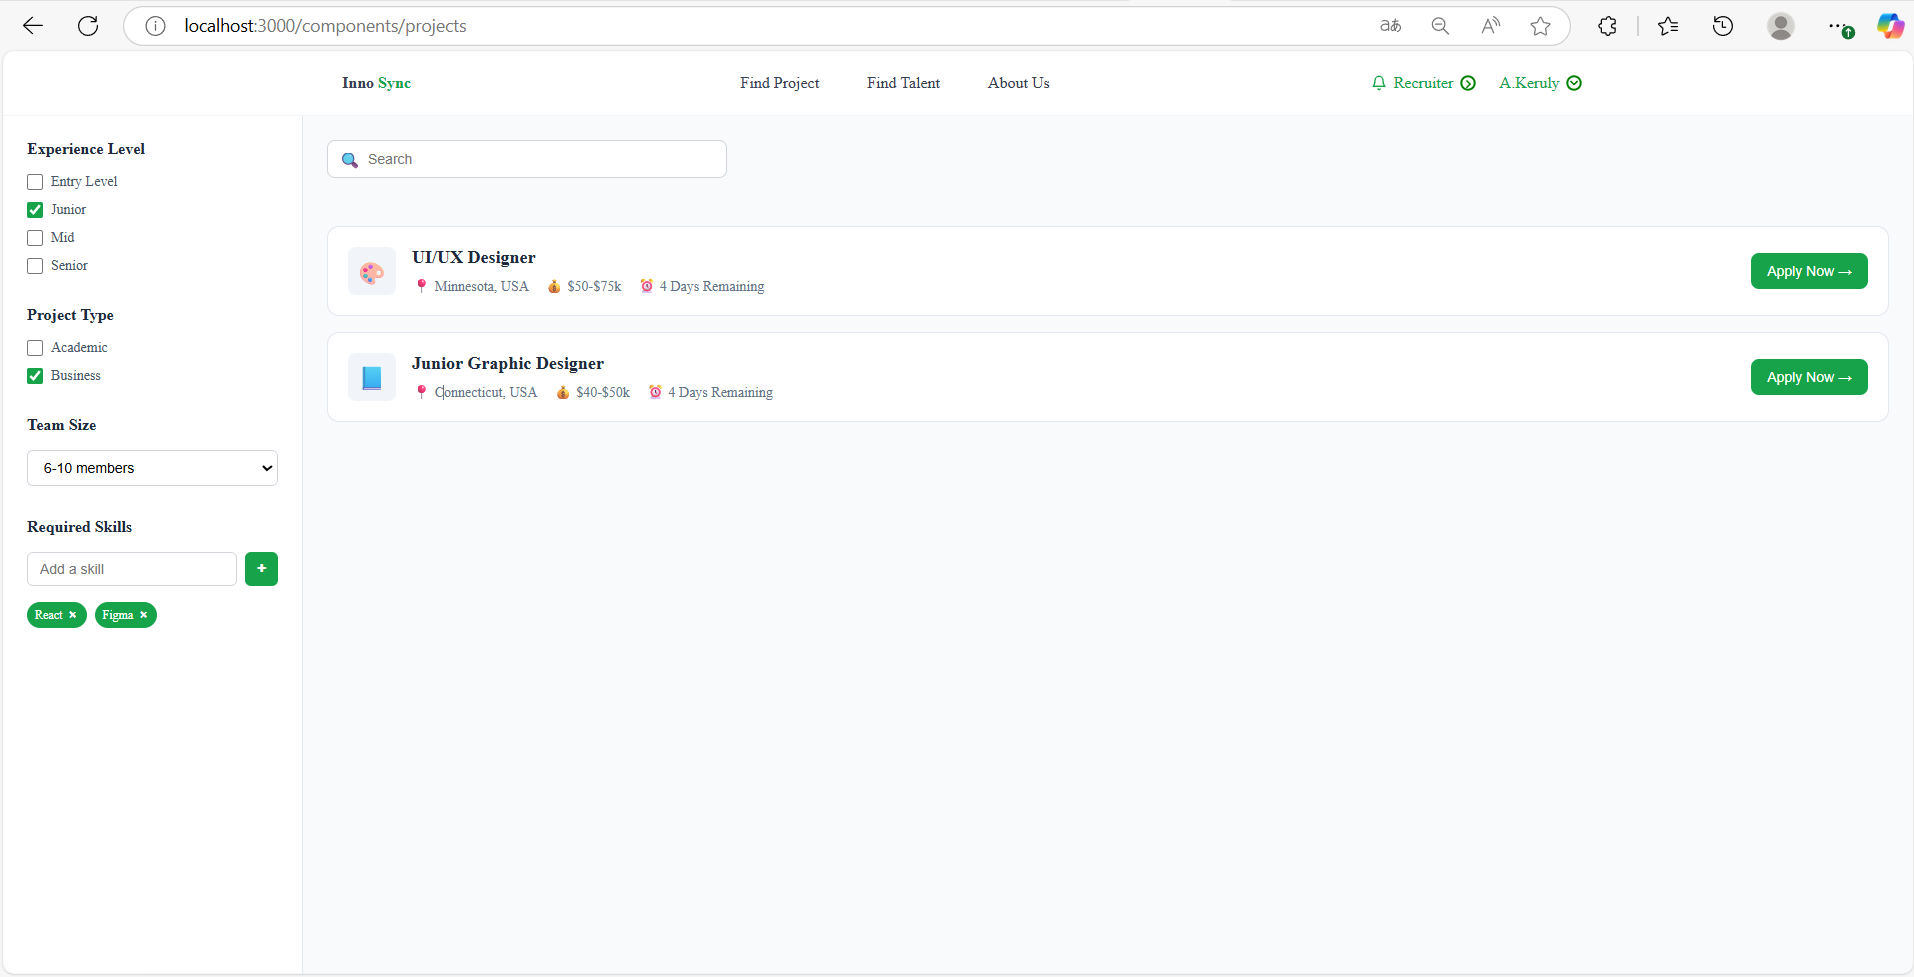 localhost:3000/components/projects
Inno Sync
Find Project
Find Talent
About Us
Recruiter
A.Keruly
Experience Level
Entry Level
Junior
Mid
Senior
Project Type
Academic
Business
Team Size
6-10 members
Required Skills
Add a skill
+
React ×
Figma ×
Search
UI/UX Designer
Minnesota, USA $50-$75k 4 Days Remaining
Apply Now →
Junior Graphic Designer
Connecticut, USA $40-$50k 4 Days Remaining
Apply Now →